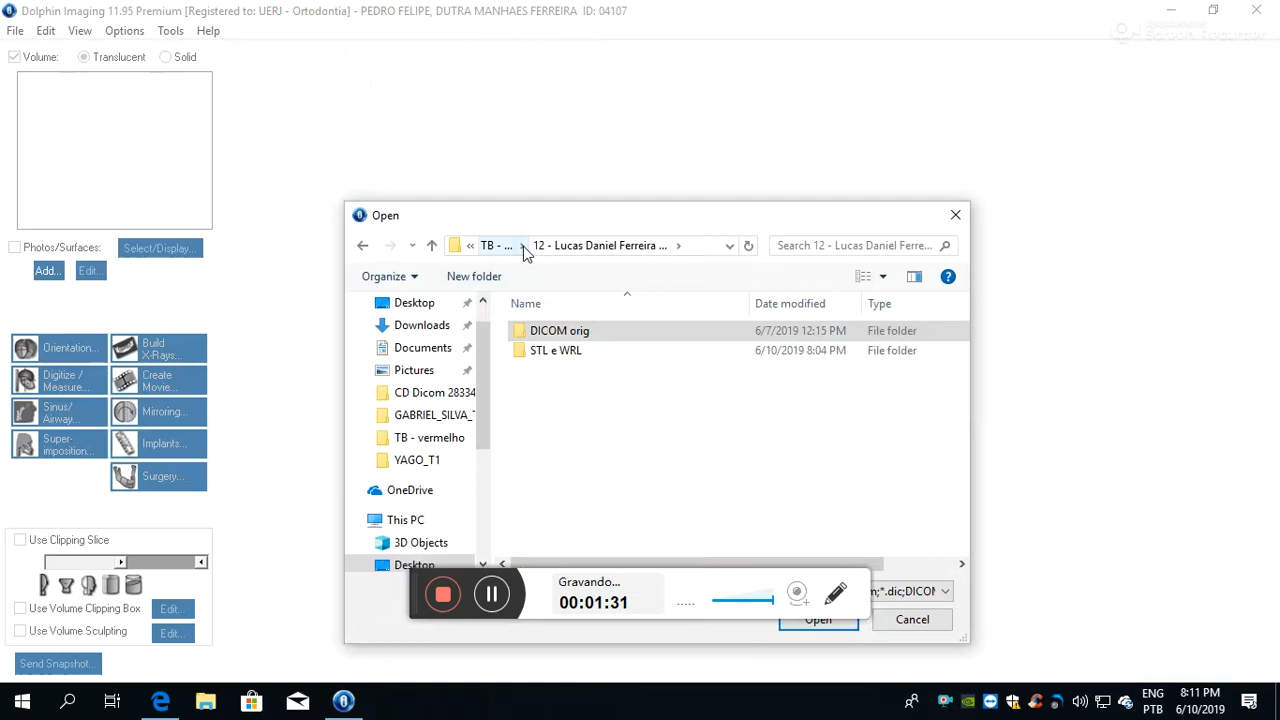 Dolphin Imaging 11.95 Premium [Registered to: UERJ - Ortodontia] - PEDRO FELIPE, DUTRA MANHAES FERREIRA  ID: 04107
File Edit View Options Tools Help
Volume: Translucent Solid
Photos/Surfaces: Select/Display...
Add... Edit...
Orientation...
Build X-Rays...
Digitize / Measure...
Create Movie...
Sinus/ Airway...
Mirroring...
Super-imposition...
Implants...
Surgery...
Use Clipping Slice
Use Volume Clipping Box Edit...
Use Volume Sculpting Edit...
Send Snapshot...
Open
« TB - ... › 12 - Lucas Daniel Ferreira ... ›
Search 12 - Lucas Daniel Ferre...
Organize New folder
Desktop
Downloads
Documents
Pictures
CD Dicom 28334
GABRIEL_SILVA_T
TB - vermelho
YAGO_T1
OneDrive
This PC
3D Objects
Desktop
Name Date modified Type
DICOM orig 6/7/2019 12:15 PM File folder
STL e WRL 6/10/2019 8:04 PM File folder
Gravando...
00:01:31
m;*.dic;DICOM
Open Cancel
ENG
PTB
8:11 PM
6/10/2019